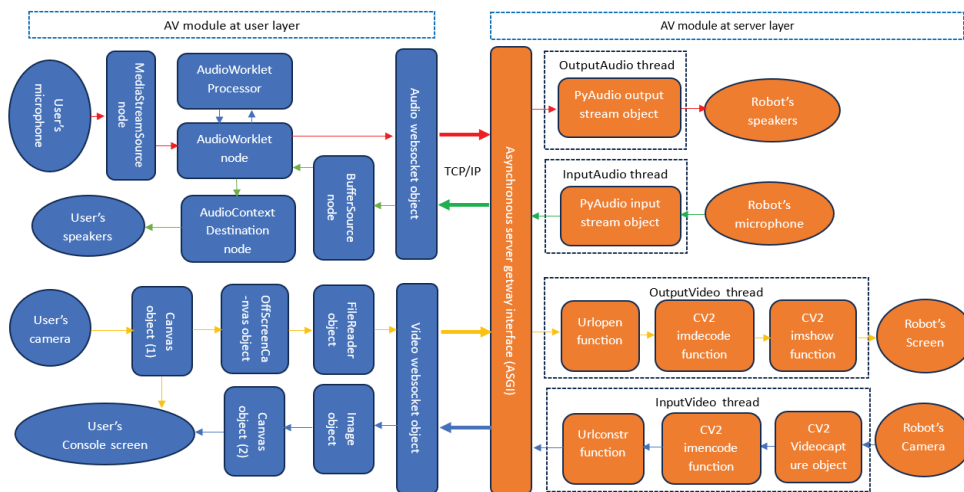 AV module at user layer
AV module at server layer
User's
microphone
MediaStreamSource
node
AudioWorklet
Processor
AudioWorklet
node
AudioContext
Destination
node
User's
speakers
BufferSource
node
Audio websocket object
TCP/IP
Asynchronous server getway interface (ASGI)
OutputAudio thread
PyAudio output
stream object
Robot's
speakers
InputAudio thread
PyAudio input
stream object
Robot's
microphone
User's
camera
Canvas
object (1)
OffScreenCa
-nvas object
FileReader
object
Video websocket object
User's
Console screen
Canvas
object (2)
Image
object
OutputVideo thread
Urlopen
function
CV2
imdecode
function
CV2
imshow
function
Robot's
Screen
InputVideo thread
Urlconstr
function
CV2
imencode
function
CV2
Videocapt
ure object
Robot's
Camera